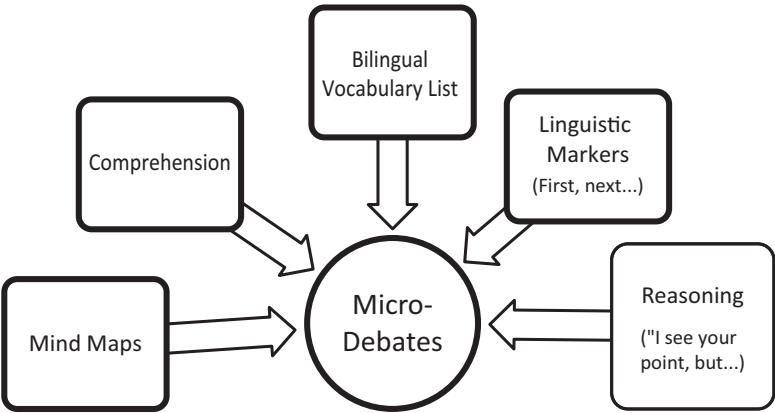 Bilingual
Vocabulary List
Comprehension
Linguistic
Markers
(First, next...)
Mind Maps
Micro-
Debates
Reasoning
("I see your
point, but...)